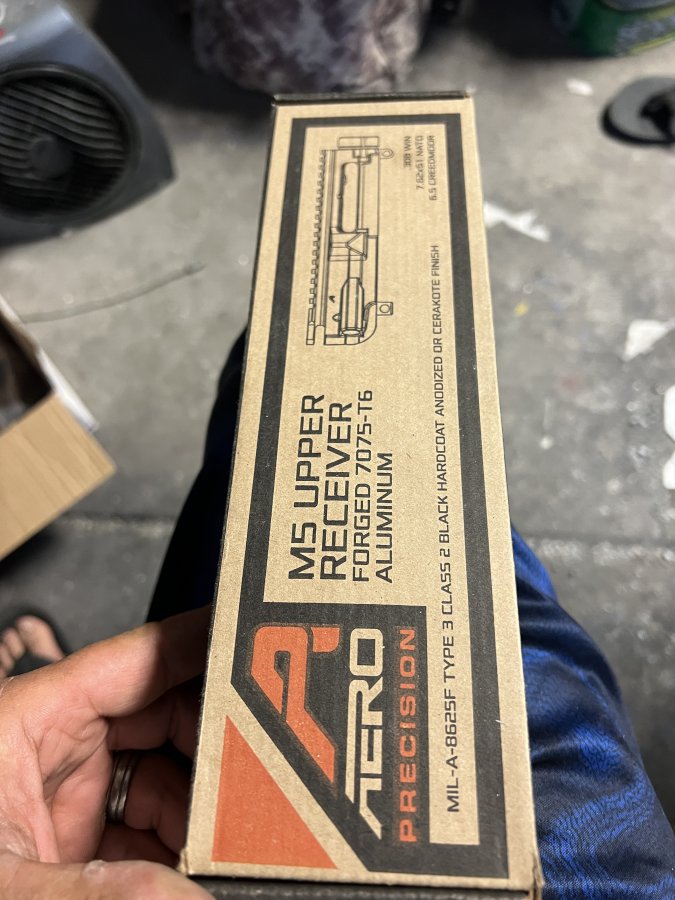 AERO
PRECISION
M5 UPPER
RECEIVER
FORGED 7075-T6
ALUMINUM
.308 WIN
7.62x51 NATO
6.5 CREEDMOOR
MIL-A-8625F TYPE 3 CLASS 2 BLACK HARDCOAT ANODIZED OR CERAKOTE FINISH